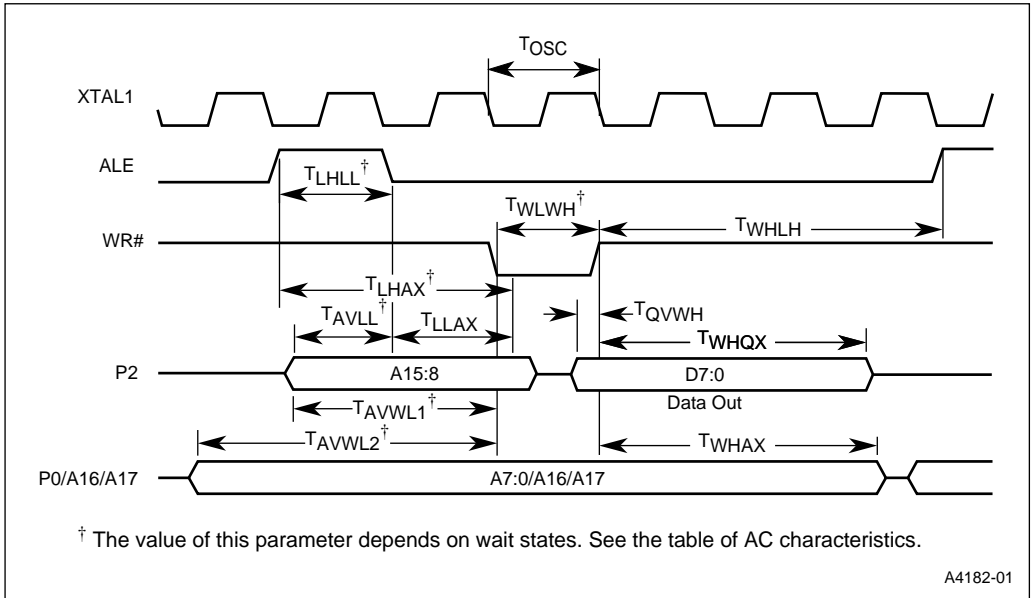 TOSC
XTAL1
ALE
TLHLL†
TWLWH†
TWHLH
WR#
TLHAX†
TAVLL†
TLLAX
TQVWH
TWHQX
P2
A15:8
D7:0
Data Out
TAVWL1†
TAVWL2†
TWHAX
P0/A16/A17
A7:0/A16/A17
† The value of this parameter depends on wait states. See the table of AC characteristics.
A4182-01